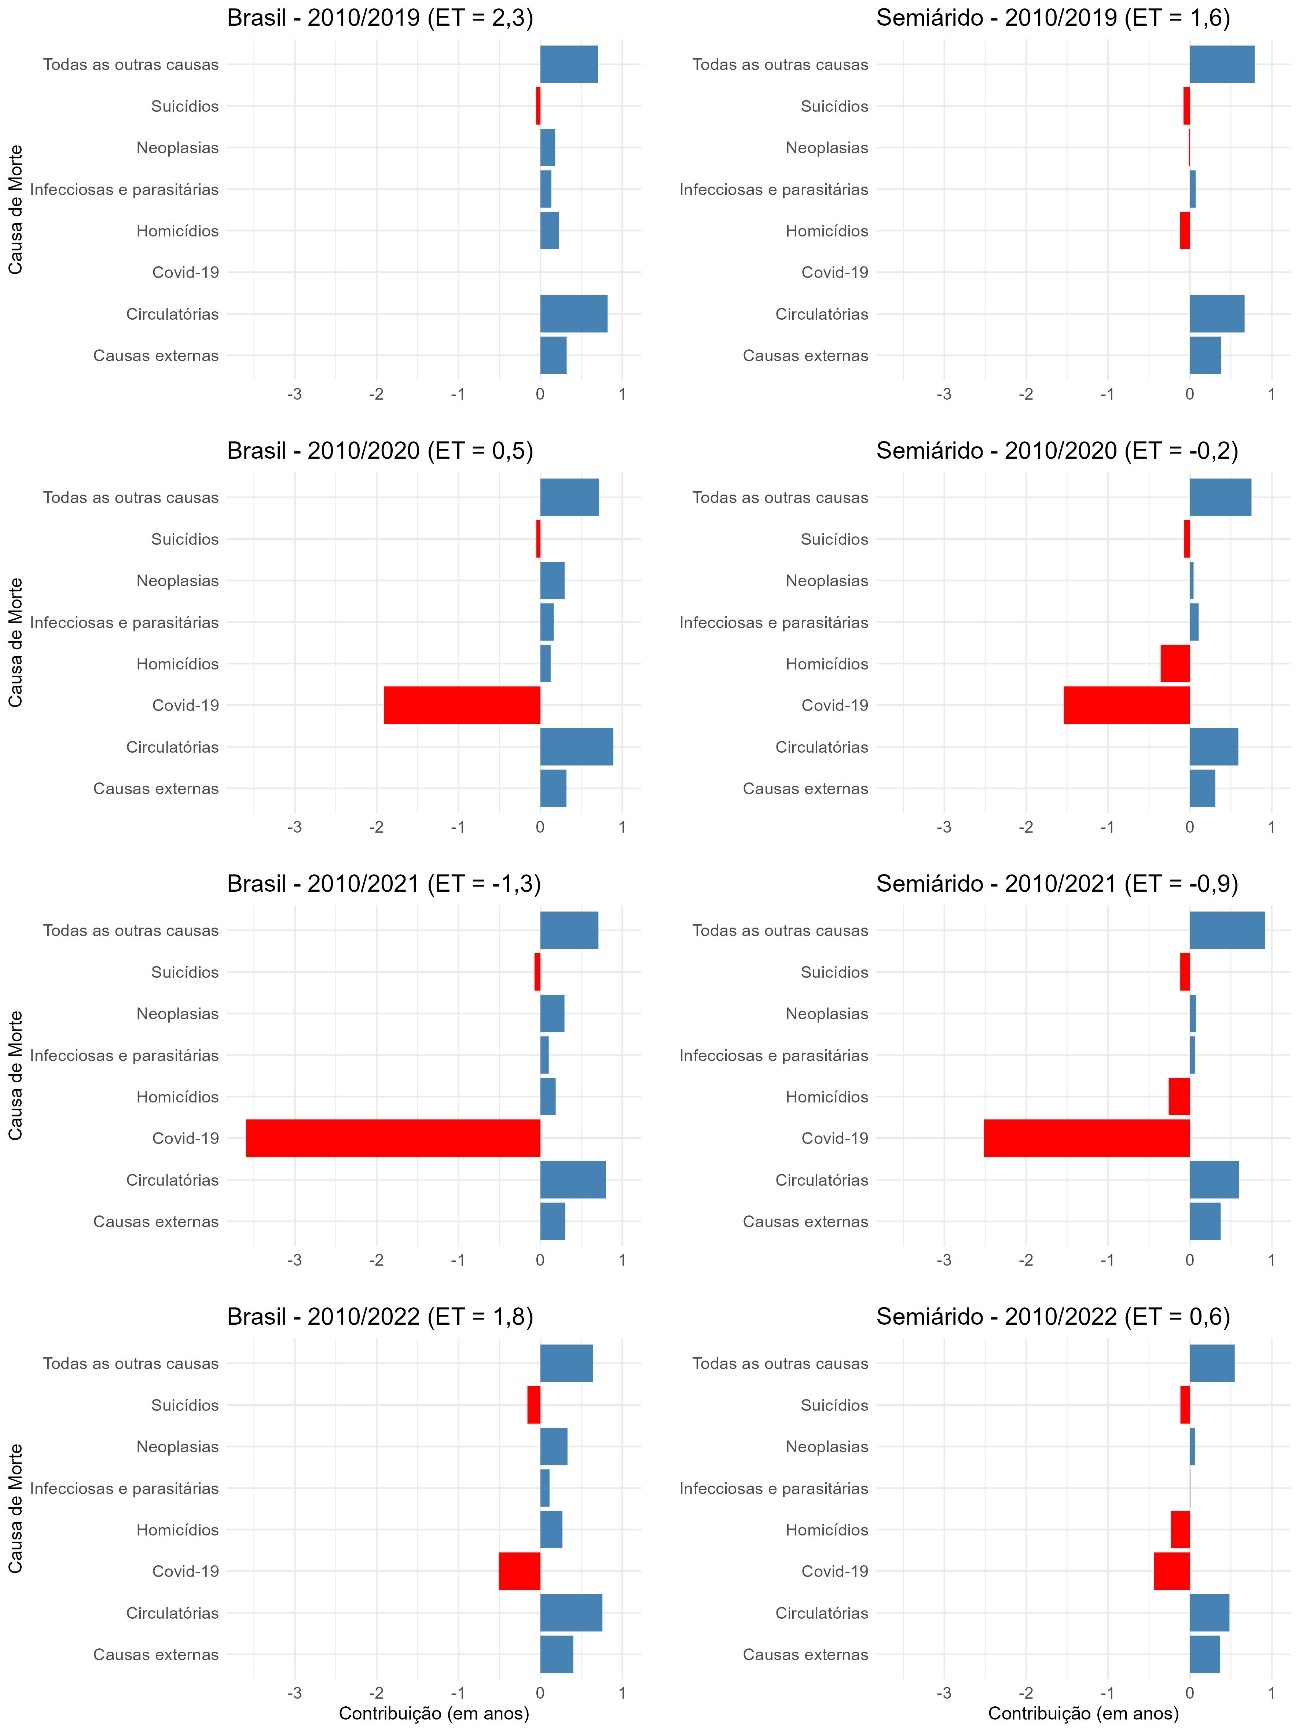 Brasil - 2010/2019 (ET = 2,3)
Causa de Morte
Todas as outras causas
Suicídios
Neoplasias
Infecciosas e parasitárias
Homicídios
Covid-19
Circulatórias
Causas externas
-3 -2 -1 0 1
Semiárido - 2010/2019 (ET = 1,6)
Todas as outras causas
Suicídios
Neoplasias
Infecciosas e parasitárias
Homicídios
Covid-19
Circulatórias
Causas externas
-3 -2 -1 0 1
Brasil - 2010/2020 (ET = 0,5)
Causa de Morte
Todas as outras causas
Suicídios
Neoplasias
Infecciosas e parasitárias
Homicídios
Covid-19
Circulatórias
Causas externas
-3 -2 -1 0 1
Semiárido - 2010/2020 (ET = -0,2)
Todas as outras causas
Suicídios
Neoplasias
Infecciosas e parasitárias
Homicídios
Covid-19
Circulatórias
Causas externas
-3 -2 -1 0 1
Brasil - 2010/2021 (ET = -1,3)
Causa de Morte
Todas as outras causas
Suicídios
Neoplasias
Infecciosas e parasitárias
Homicídios
Covid-19
Circulatórias
Causas externas
-3 -2 -1 0 1
Semiárido - 2010/2021 (ET = -0,9)
Todas as outras causas
Suicídios
Neoplasias
Infecciosas e parasitárias
Homicídios
Covid-19
Circulatórias
Causas externas
-3 -2 -1 0 1
Brasil - 2010/2022 (ET = 1,8)
Causa de Morte
Todas as outras causas
Suicídios
Neoplasias
Infecciosas e parasitárias
Homicídios
Covid-19
Circulatórias
Causas externas
-3 -2 -1 0 1
Contribuição (em anos)
Semiárido - 2010/2022 (ET = 0,6)
Todas as outras causas
Suicídios
Neoplasias
Infecciosas e parasitárias
Homicídios
Covid-19
Circulatórias
Causas externas
-3 -2 -1 0 1
Contribuição (em anos)